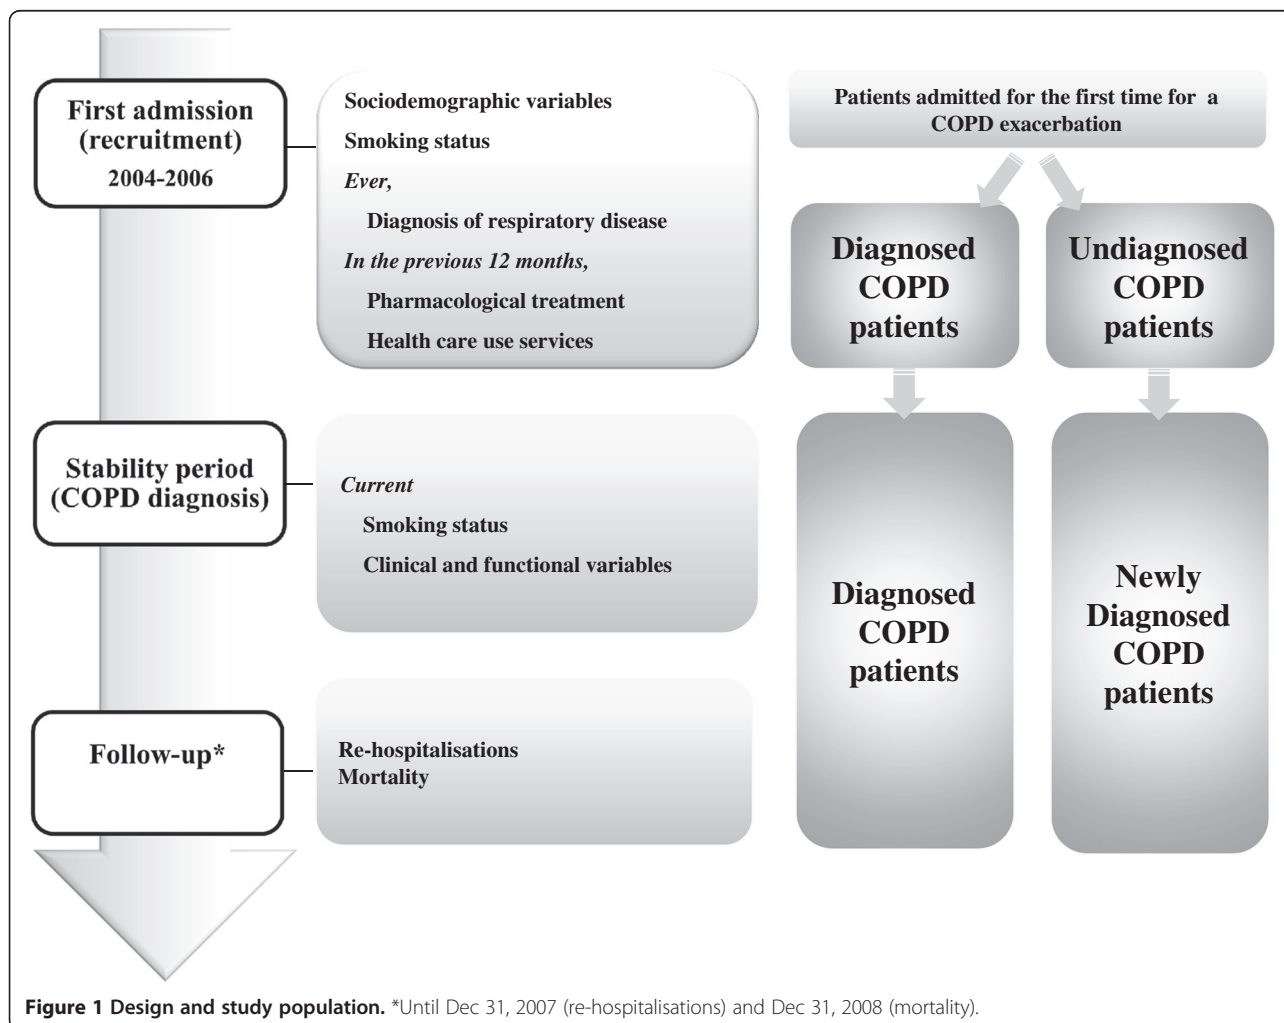 First admission
(recruitment)
2004-2006
Sociodemographic variables
Smoking status
Ever,
Diagnosis of respiratory disease
In the previous 12 months,
Pharmacological treatment
Health care use services
Patients admitted for the first time for a
COPD exacerbation
Diagnosed
COPD
patients
Undiagnosed
COPD
patients
Stability period
(COPD diagnosis)
Current
Smoking status
Clinical and functional variables
Diagnosed
COPD
patients
Newly
Diagnosed
COPD
patients
Follow-up*
Re-hospitalisations
Mortality
Figure 1 Design and study population. *Until Dec 31, 2007 (re-hospitalisations) and Dec 31, 2008 (mortality).